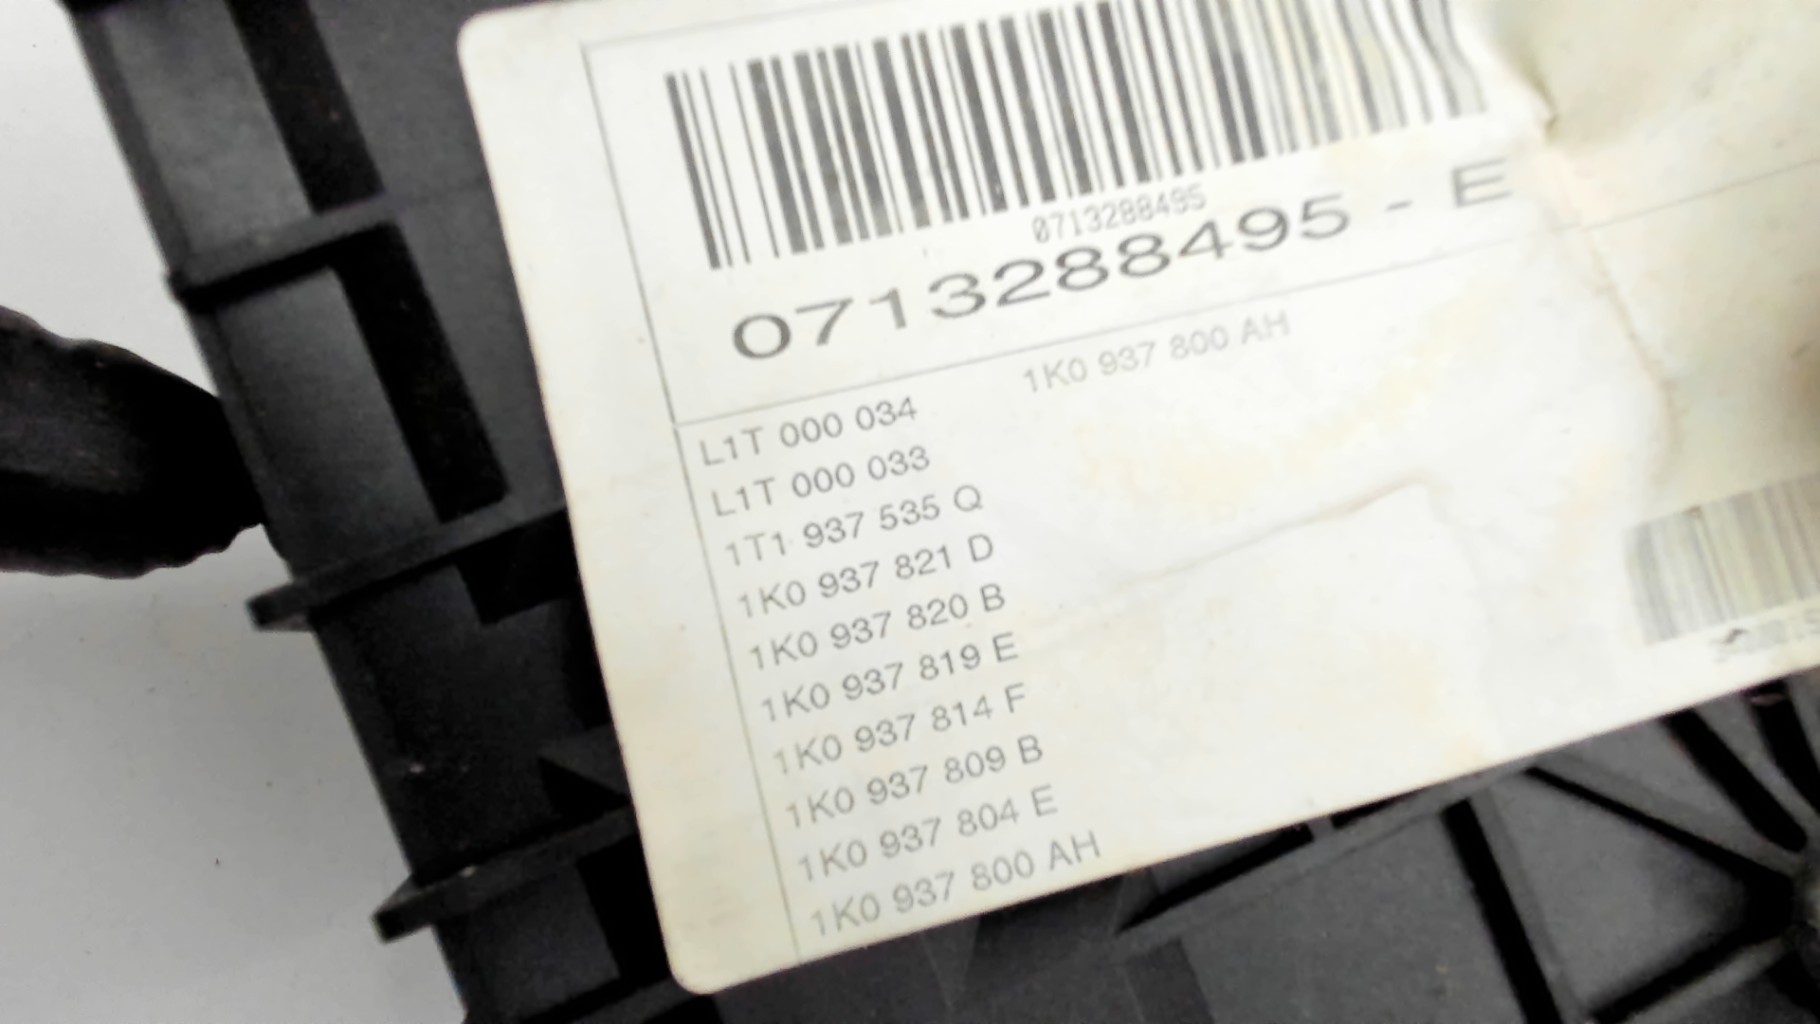 0713288495
0713288495 - E
1K0 937 800 AH
L1T 000 034
L1T 000 033
1T1 937 535 Q
1K0 937 821 D
1K0 937 820 B
1K0 937 819 E
1K0 937 814 F
1K0 937 809 B
1K0 937 804 E
1K0 937 800 AH